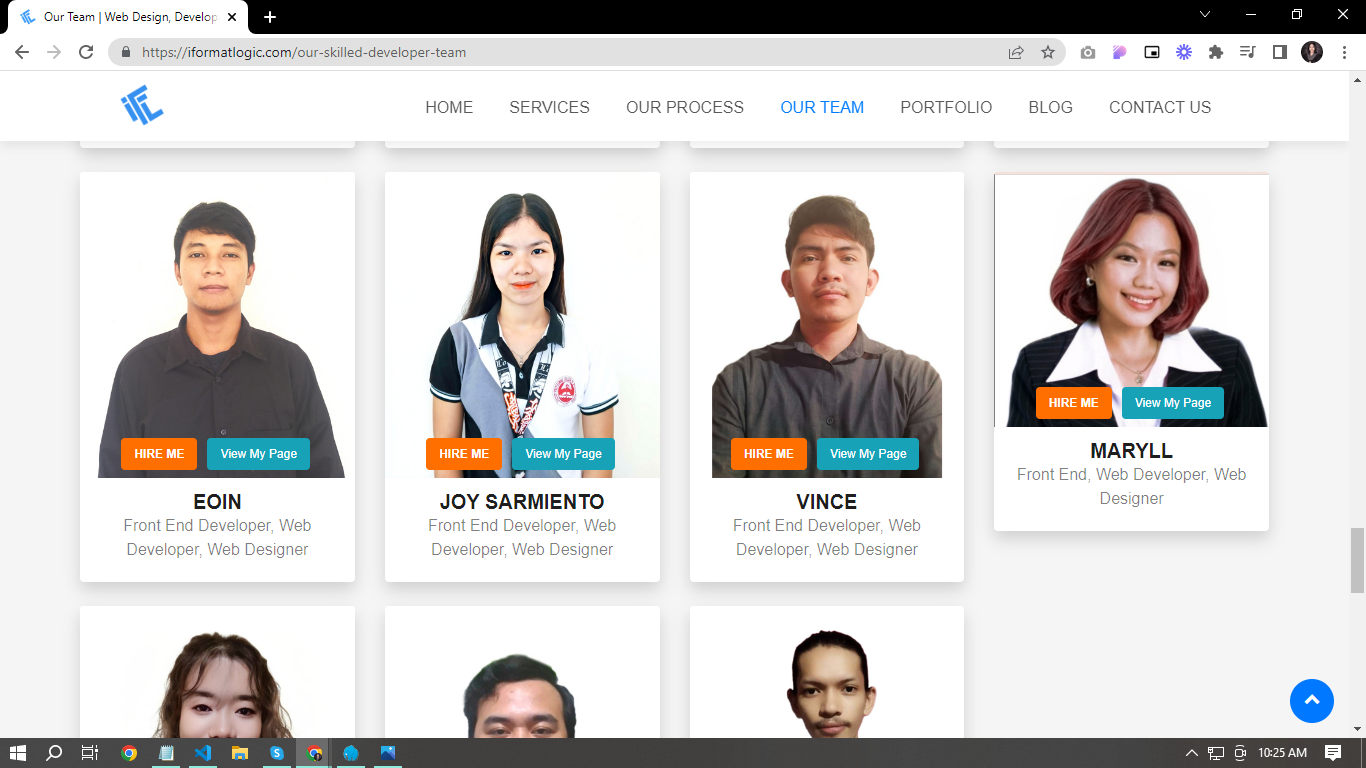 Our Team | Web Design, Develop
https://iformatlogic.com/our-skilled-developer-team
HOME SERVICES OUR PROCESS OUR TEAM PORTFOLIO BLOG CONTACT US
HIRE ME View My Page
EOIN
Front End Developer, Web
Developer, Web Designer
HIRE ME View My Page
JOY SARMIENTO
Front End Developer, Web
Developer, Web Designer
HIRE ME View My Page
VINCE
Front End Developer, Web
Developer, Web Designer
HIRE ME View My Page
MARYLL
Front End, Web Developer, Web
Designer
10:25 AM